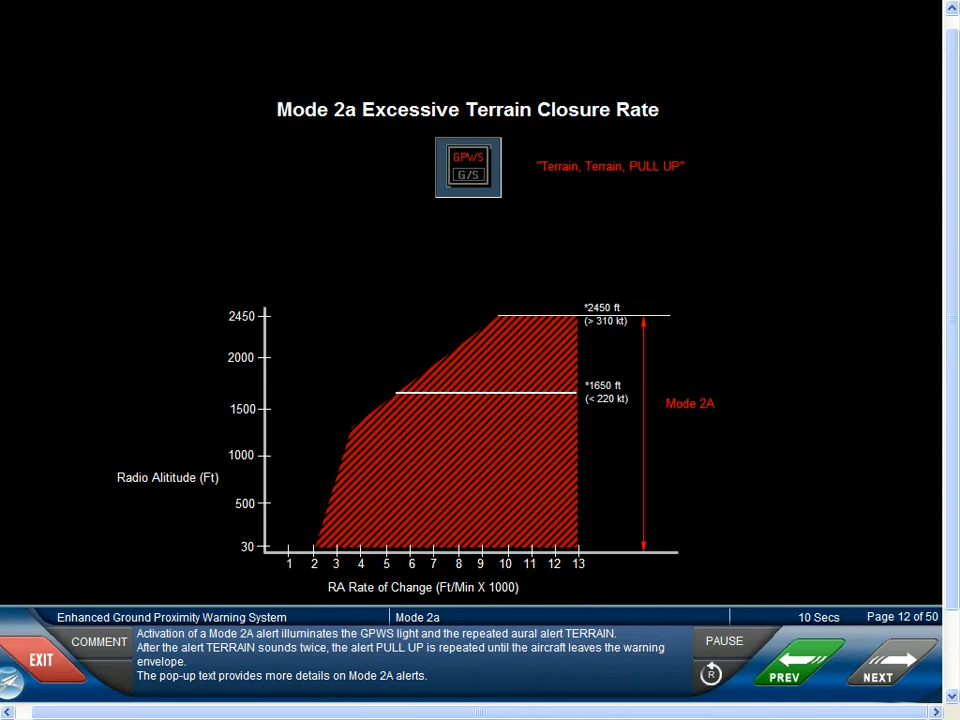 Mode 2a Excessive Terrain Closure Rate
GPWS
G/S
"Terrain, Terrain, PULL UP"
*2450 ft
(> 310 kt)
2450
2000
*1650 ft
(< 220 kt)
Mode 2A
1500
1000
Radio Alititude (Ft)
500
30
1 2 3 4 5 6 7 8 9 10 11 12 13
RA Rate of Change (Ft/Min X 1000)
Enhanced Ground Proximity Warning System Mode 2a 10 Secs Page 12 of 50
COMMENT
Activation of a Mode 2A alert illuminates the GPWS light and the repeated aural alert TERRAIN.
After the alert TERRAIN sounds twice, the alert PULL UP is repeated until the aircraft leaves the warning
envelope.
The pop-up text provides more details on Mode 2A alerts.
EXIT
PAUSE
R
PREV
NEXT